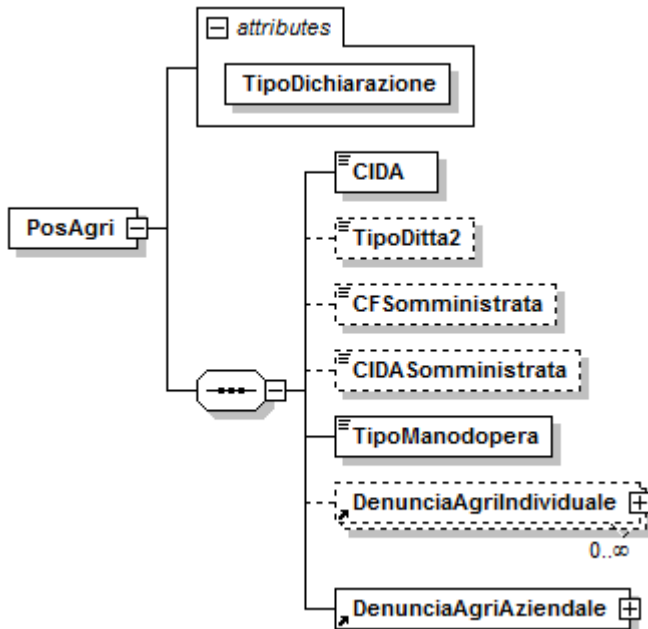 attributes
TipoDichiarazione
PosAgri
CIDA
TipoDitta2
CFSomministrata
CIDASomministrata
TipoManodopera
DenunciaAgriIndividuale
0..∞
DenunciaAgriAziendale